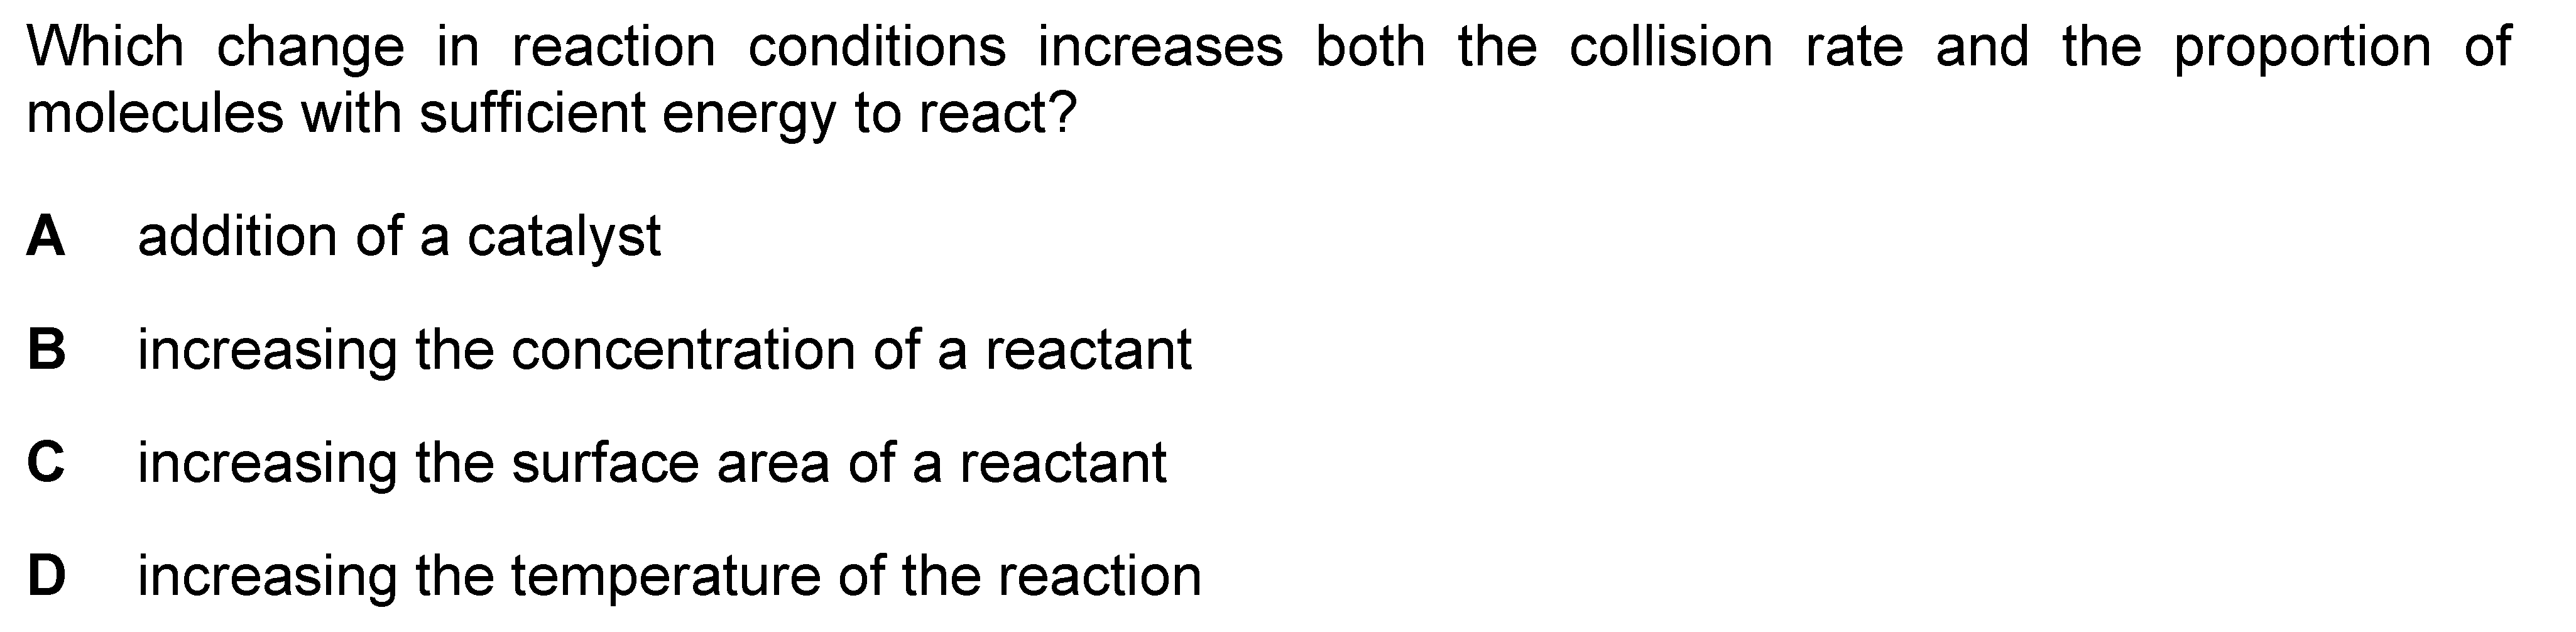 Which change in reaction conditions increases both the collision rate and the proportion of
molecules with sufficient energy to react?
A addition of a catalyst
B increasing the concentration of a reactant
C increasing the surface area of a reactant
D increasing the temperature of the reaction